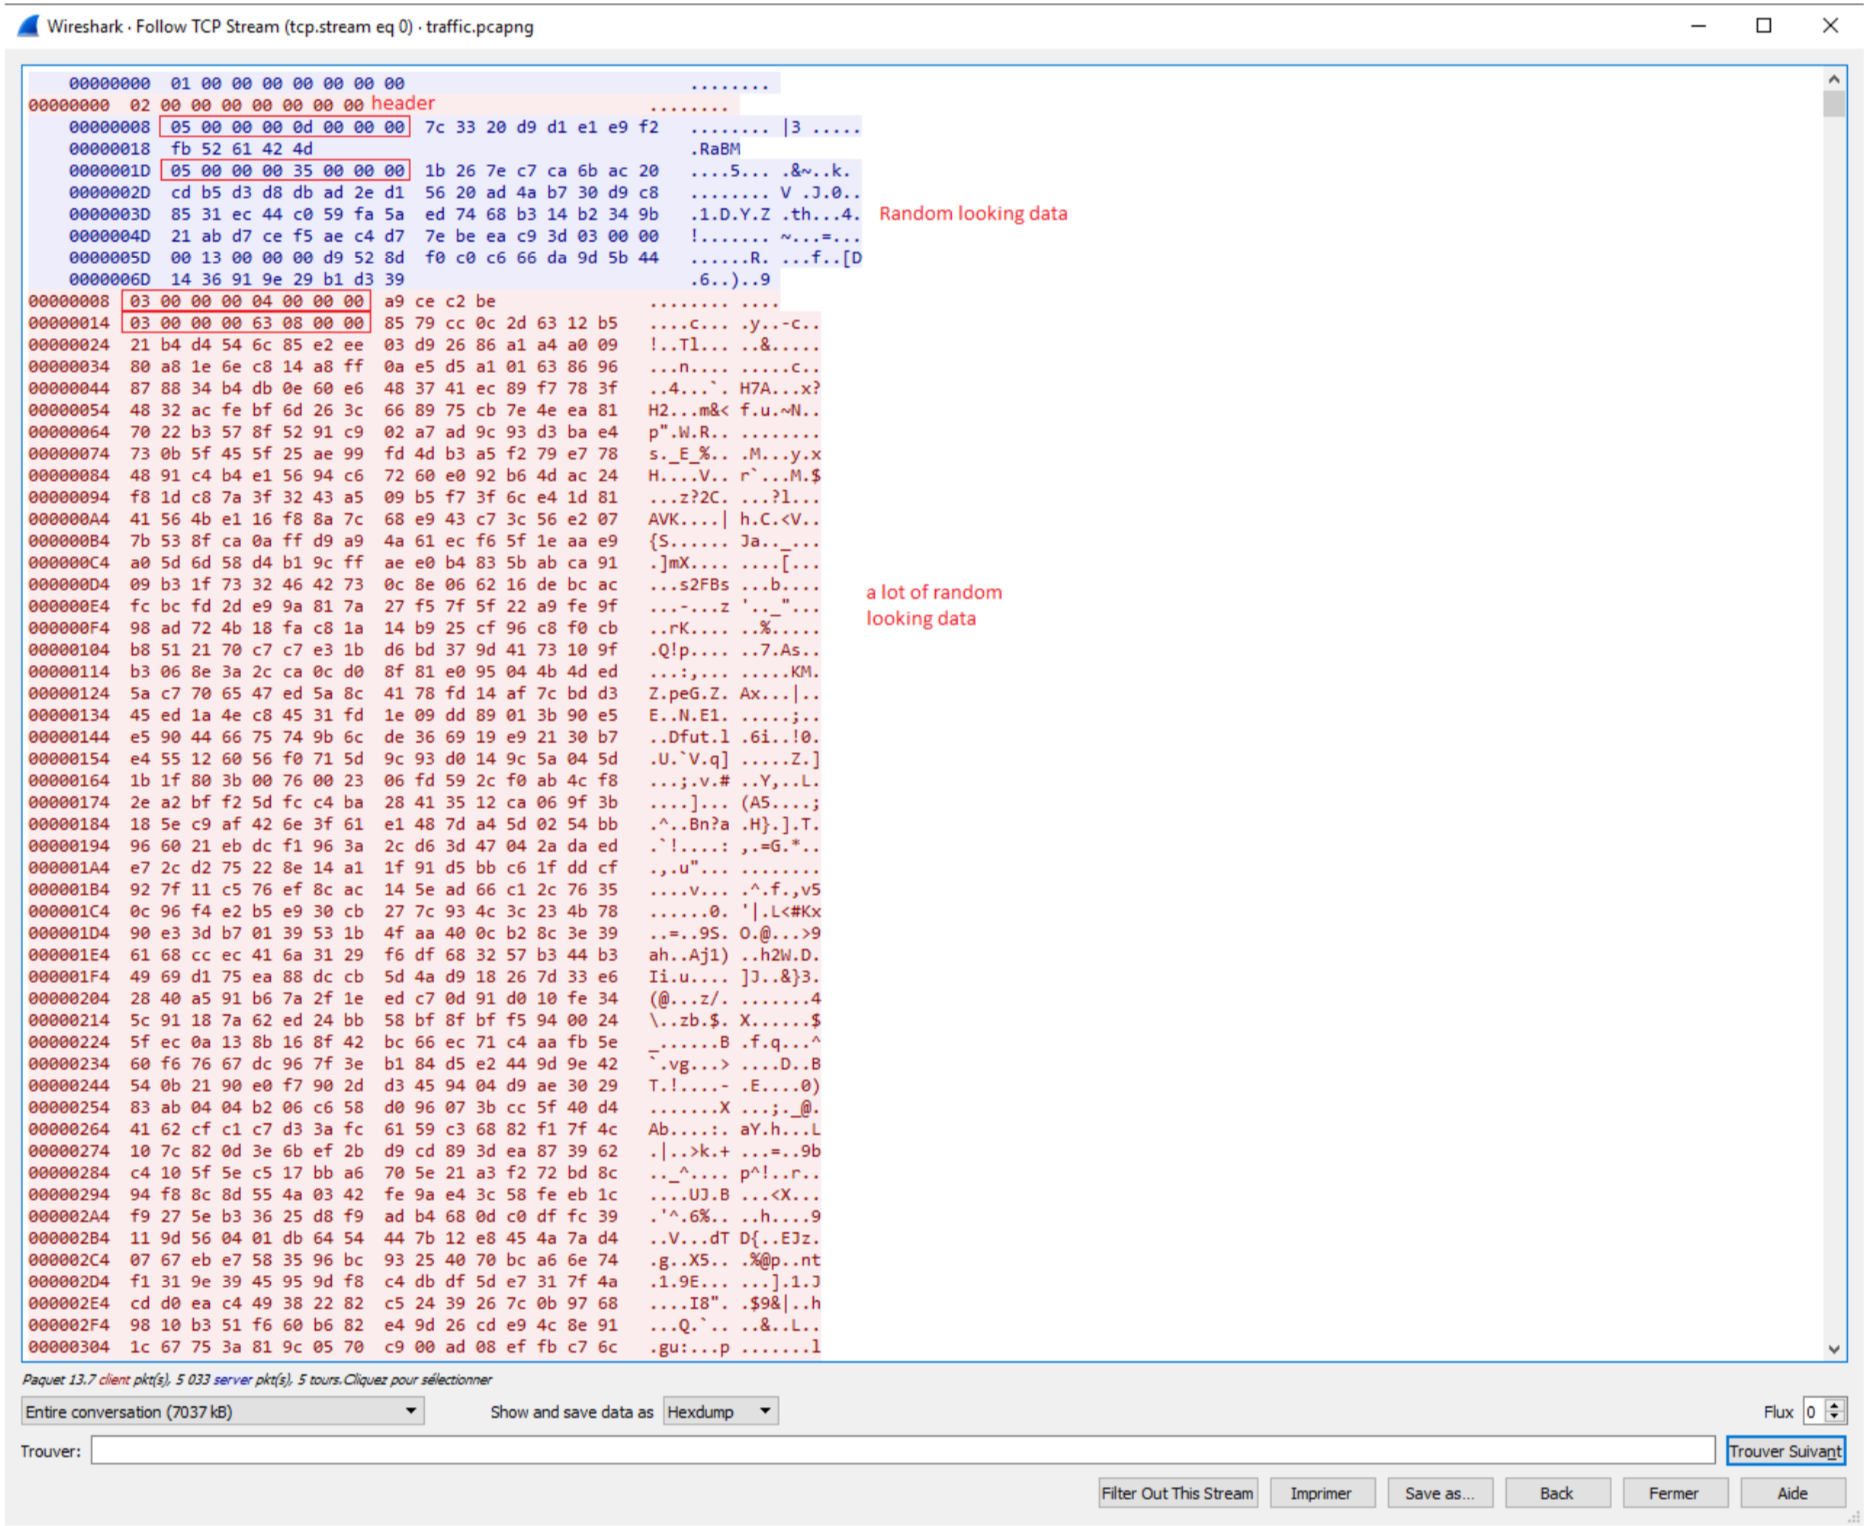 Wireshark · Follow TCP Stream (tcp.stream eq 0) · traffic.pcapng
00000000 01 00 00 00 00 00 00 00 ........
00000000 02 00 00 00 00 00 00 00 header ........
00000008 05 00 00 00 0d 00 00 00 7c 33 20 d9 d1 e1 e9 f2 ........ |3 .....
00000018 fb 52 61 42 4d .RaBM
0000001D 05 00 00 00 35 00 00 00 1b 26 7e c7 ca 6b ac 20 ....5... .&~..k.
0000002D cd b5 d3 d8 db ad 2e d1 56 20 ad 4a b7 30 d9 c8 ........ V .J.0..
0000003D 85 31 ec 44 c0 59 fa 5a ed 74 68 b3 14 b2 34 9b .1.D.Y.Z .th...4. Random looking data
0000004D 21 ab d7 ce f5 ae c4 d7 7e be ea c9 3d 03 00 00 !....... ~...=...
0000005D 00 13 00 00 00 d9 52 8d f0 c0 c6 66 da 9d 5b 44 ......R. ...f..[D
0000006D 14 36 91 9e 29 b1 d3 39 .6..)..9
00000008 03 00 00 00 04 00 00 00 a9 ce c2 be ........ ....
00000014 03 00 00 00 63 08 00 00 85 79 cc 0c 2d 63 12 b5 ....c... .y..-c..
00000024 21 b4 d4 54 6c 85 e2 ee 03 d9 26 86 a1 a4 a0 09 !..Tl... ..&.....
00000034 80 a8 1e 6e c8 14 a8 ff 0a e5 d5 a1 01 63 86 96 ...n.... .....c..
00000044 87 88 34 b4 db 0e 60 e6 48 37 41 ec 89 f7 78 3f ..4...`. H7A...x?
00000054 48 32 ac fe bf 6d 26 3c 66 89 75 cb 7e 4e ea 81 H2...m&< f.u.~N..
00000064 70 22 b3 57 8f 52 91 c9 02 a7 ad 9c 93 d3 ba e4 p".W.R.. ........
00000074 73 0b 5f 45 5f 25 ae 99 fd 4d b3 a5 f2 79 e7 78 s._E_%.. .M...y.x
00000084 48 91 c4 b4 e1 56 94 c6 72 60 e0 92 b6 4d ac 24 H....V.. r`...M.$
00000094 f8 1d c8 7a 3f 32 43 a5 09 b5 f7 3f 6c e4 1d 81 ...z?2C. ...?l...
000000A4 41 56 4b e1 16 f8 8a 7c 68 e9 43 c7 3c 56 e2 07 AVK....| h.C.<V..
000000B4 7b 53 8f ca 0a ff d9 a9 4a 61 ec f6 5f 1e aa e9 {S...... Ja.._...
000000C4 a0 5d 6d 58 d4 b1 9c ff ae e0 b4 83 5b ab ca 91 .]mX.... ....[...
000000D4 09 b3 1f 73 32 46 42 73 0c 8e 06 62 16 de bc ac ...s2FBs ...b....
000000E4 fc bc fd 2d e9 9a 81 7a 27 f5 7f 5f 22 a9 fe 9f ...-...z '.._"... a lot of random
000000F4 98 ad 72 4b 18 fa c8 1a 14 b9 25 cf 96 c8 f0 cb ..rK.... ..%..... looking data
00000104 b8 51 21 70 c7 c7 e3 1b d6 bd 37 9d 41 73 10 9f .Q!p.... ..7.As..
00000114 b3 06 8e 3a 2c ca 0c d0 8f 81 e0 95 04 4b 4d ed ...:,... .....KM.
00000124 5a c7 70 65 47 ed 5a 8c 41 78 fd 14 af 7c bd d3 Z.peG.Z. Ax...|..
00000134 45 ed 1a 4e c8 45 31 fd 1e 09 dd 89 01 3b 90 e5 E..N.E1. .....;..
00000144 e5 90 44 66 75 74 9b 6c de 36 69 19 e9 21 30 b7 ..Dfut.l .6i..!0.
00000154 e4 55 12 60 56 f0 71 5d 9c 93 d0 14 9c 5a 04 5d .U.`V.q] .....Z.]
00000164 1b 1f 80 3b 00 76 00 23 06 fd 59 2c f0 ab 4c f8 ...;.v.# ..Y,..L.
00000174 2e a2 bf f2 5d fc c4 ba 28 41 35 12 ca 06 9f 3b ....]... (A5....;
00000184 18 5e c9 af 42 6e 3f 61 e1 48 7d a4 5d 02 54 bb .^..Bn?a .H}.].T.
00000194 96 60 21 eb dc f1 96 3a 2c d6 3d 47 04 2a da ed .`!....: ,.=G.*..
000001A4 e7 2c d2 75 22 8e 14 a1 1f 91 d5 bb c6 1f dd cf .,.u"... ........
000001B4 92 7f 11 c5 76 ef 8c ac 14 5e ad 66 c1 2c 76 35 ....v... .^.f.,v5
000001C4 0c 96 f4 e2 b5 e9 30 cb 27 7c 93 4c 3c 23 4b 78 ......0. '|.L<#Kx
000001D4 90 e3 3d b7 01 39 53 1b 4f aa 40 0c b2 8c 3e 39 ..=..9S. O.@...>9
000001E4 61 68 cc ec 41 6a 31 29 f6 df 68 32 57 b3 44 b3 ah..Aj1) ..h2W.D.
000001F4 49 69 d1 75 ea 88 dc cb 5d 4a d9 18 26 7d 33 e6 Ii.u.... ]J..&}3.
00000204 28 40 a5 91 b6 7a 2f 1e ed c7 0d 91 d0 10 fe 34 (@...z/. .......4
00000214 5c 91 18 7a 62 ed 24 bb 58 bf 8f bf f5 94 00 24 \..zb.$. X......$
00000224 5f ec 0a 13 8b 16 8f 42 bc 66 ec 71 c4 aa fb 5e _......B .f.q...^
00000234 60 f6 76 67 dc 96 7f 3e b1 84 d5 e2 44 9d 9e 42 `.vg...> ....D..B
00000244 54 0b 21 90 e0 f7 90 2d d3 45 94 04 d9 ae 30 29 T.!....- .E....0)
00000254 83 ab 04 04 b2 06 c6 58 d0 96 07 3b cc 5f 40 d4 .......X ...;._@.
00000264 41 62 cf c1 c7 d3 3a fc 61 59 c3 68 82 f1 7f 4c Ab....:. aY.h...L
00000274 10 7c 82 0d 3e 6b ef 2b d9 cd 89 3d ea 87 39 62 .|..>k.+ ...=..9b
00000284 c4 10 5f 5e c5 17 bb a6 70 5e 21 a3 f2 72 bd 8c .._^.... p^!..r..
00000294 94 f8 8c 8d 55 4a 03 42 fe 9a e4 3c 58 fe eb 1c ....UJ.B ...<X...
000002A4 f9 27 5e b3 36 25 d8 f9 ad b4 68 0d c0 df fc 39 .'^.6%.. ..h....9
000002B4 11 9d 56 04 01 db 64 54 44 7b 12 e8 45 4a 7a d4 ..V...dT D{..EJz.
000002C4 07 67 eb e7 58 35 96 bc 93 25 40 70 bc a6 6e 74 .g..X5.. .%@p..nt
000002D4 f1 31 9e 39 45 95 9d f8 c4 db df 5d e7 31 7f 4a .1.9E... ...].1.J
000002E4 cd d0 ea c4 49 38 22 82 c5 24 39 26 7c 0b 97 68 ....I8". .$9&|..h
000002F4 98 10 b3 51 f6 60 b6 82 e4 9d 26 cd e9 4c 8e 91 ...Q.`.. ..&..L..
00000304 1c 67 75 3a 81 9c 05 70 c9 00 ad 08 ef fb c7 6c .gu:...p .......l
Paquet 13.7 client pkt(s), 5 033 server pkt(s), 5 tours.Cliquez pour sélectionner
Entire conversation (7037 kB) Show and save data as Hexdump Flux 0
Trouver: Trouver Suivant
Filter Out This Stream Imprimer Save as... Back Fermer Aide